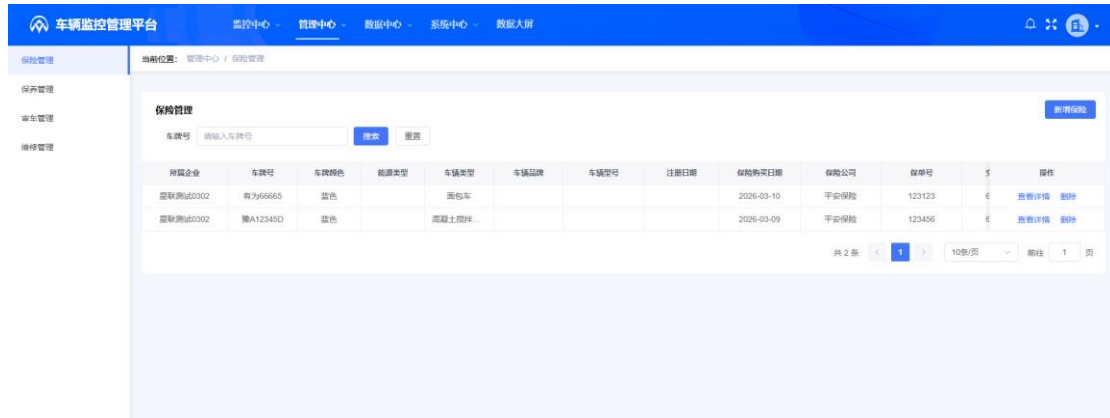 车辆监控管理平台 监控中心 管理中心 数据中心 系统中心 数据大屏
保险管理
保养管理
审车管理
维修管理
当前位置： 管理中心 / 保险管理
保险管理 新增保险
车牌号 请输入车牌号 搜索 重置
所属企业 车牌号 车牌颜色 能源类型 车辆类型 车辆品牌 车辆型号 注册日期 保险购买日期 保险公司 保单号 操作
星联测试0302 有为66665 蓝色 面包车 2026-03-10 平安保险 123123 查看详情 删除
星联测试0302 豫A12345D 蓝色 混凝土搅拌... 2026-03-09 平安保险 123456 查看详情 删除
共 2 条 1 10条/页 前往 1 页